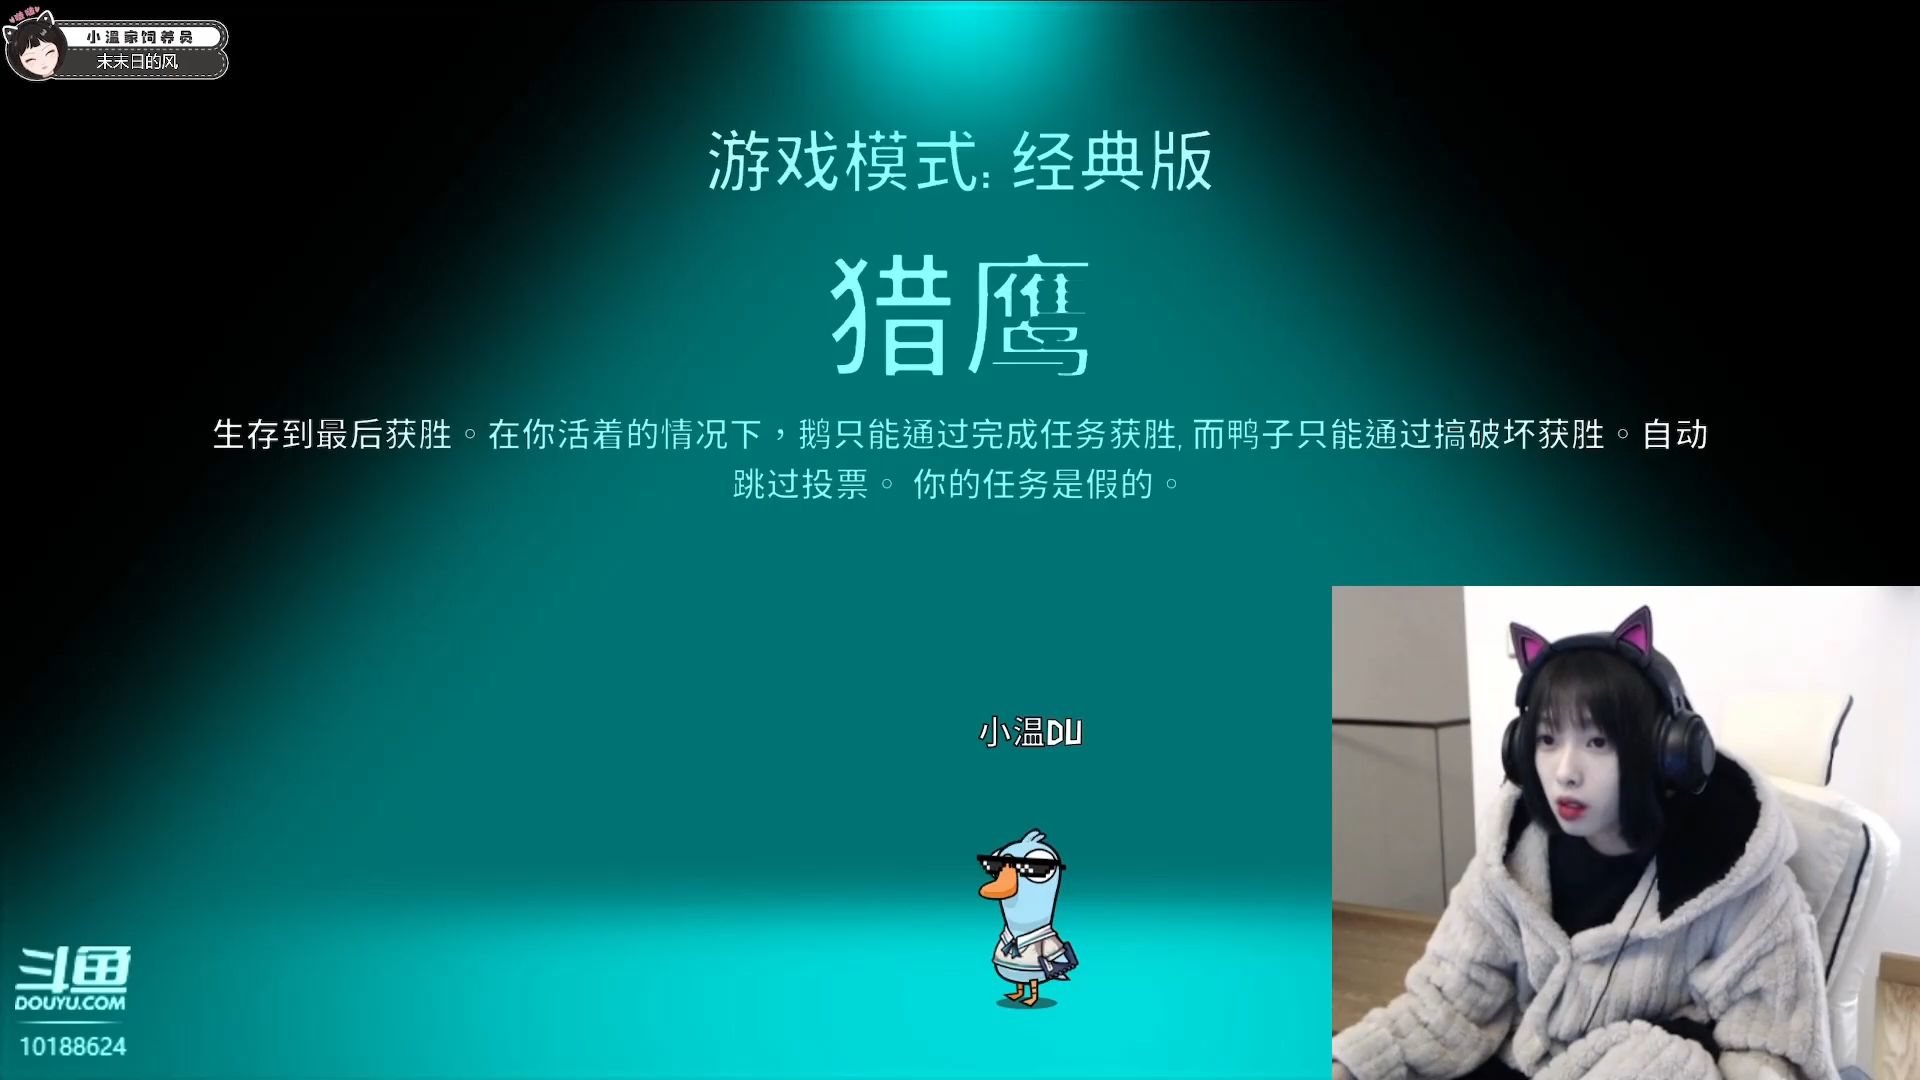 小温家饲养员
末末日的风
游戏模式: 经典版
猎鹰
生存到最后获胜。在你活着的情况下，鹅只能通过完成任务获胜, 而鸭子只能通过搞破坏获胜。自动
跳过投票。 你的任务是假的。
小温DU
斗鱼
DOUYU.COM
10188624